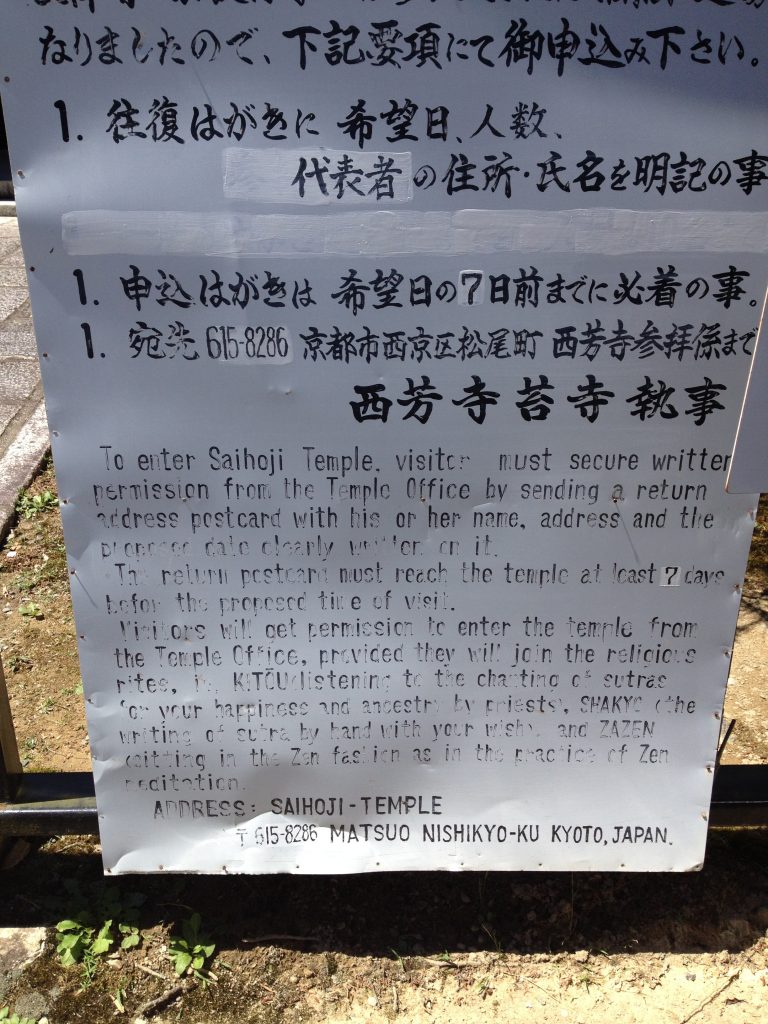 なりましたので、下記要項にて御申込み下さい。
1. 往復はがきに 希望日、人数、
代表者の住所・氏名を明記の事
1. 申込はがきは 希望日の7日前までに必着の事。
1. 宛先 615-8286 京都市西京区松尾町 西芳寺参拝係まで
西芳寺苔寺 執事
To enter Saihoji Temple, visitor must secure written
permission from the Temple Office by sending a return
address postcard with his or her name, address and the
proposed date clearly written on it.
The return postcard must reach the temple at least 7 days
befor the proposed time of visit.
Visitors will get permission to enter the temple from
the Temple Office, provided they will join the religious
rites, KITŌU(listening to the chanting of sutras
for your happiness and ancestry by priests), SHAKYO (the
writing of sutra by hand with your wish), and ZAZEN
(sitting in the Zen fashion as in the practice of Zen
meditation.
ADDRESS: SAIHOJI-TEMPLE
〒615-8286 MATSUO NISHIKYO-KU KYOTO, JAPAN.